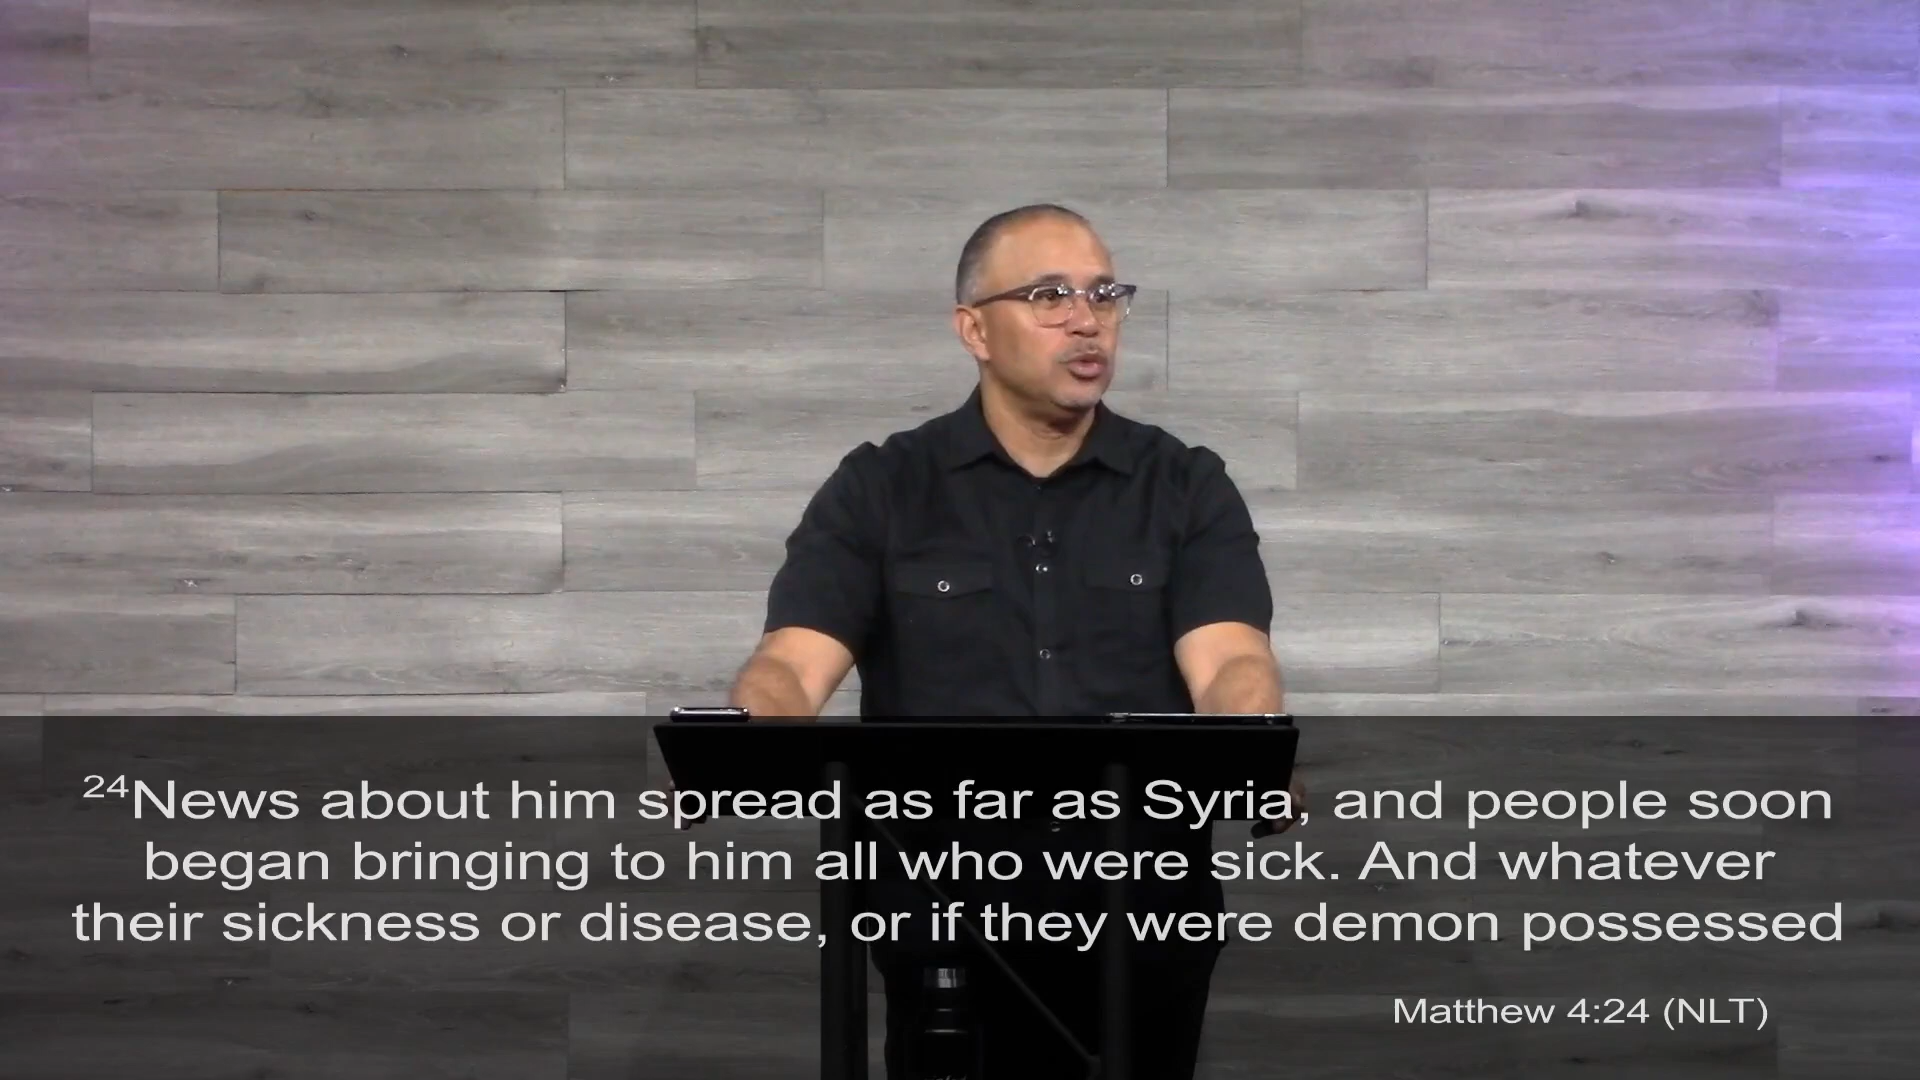 24News about him spread as far as Syria, and people soon
began bringing to him all who were sick. And whatever
their sickness or disease, or if they were demon possessed
Matthew 4:24 (NLT)